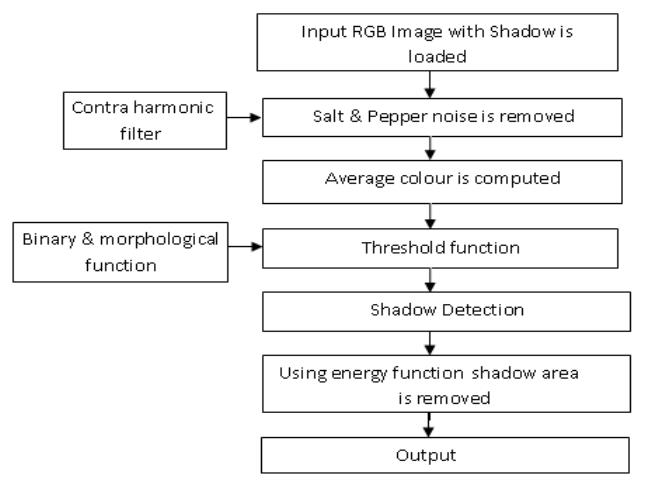 Input RGB Image with Shadow is
loaded
Contra harmonic
filter
Salt & Pepper noise is removed
Average colour is computed
Binary & morphological
function
Threshold function
Shadow Detection
Using energy function shadow area
is removed
Output